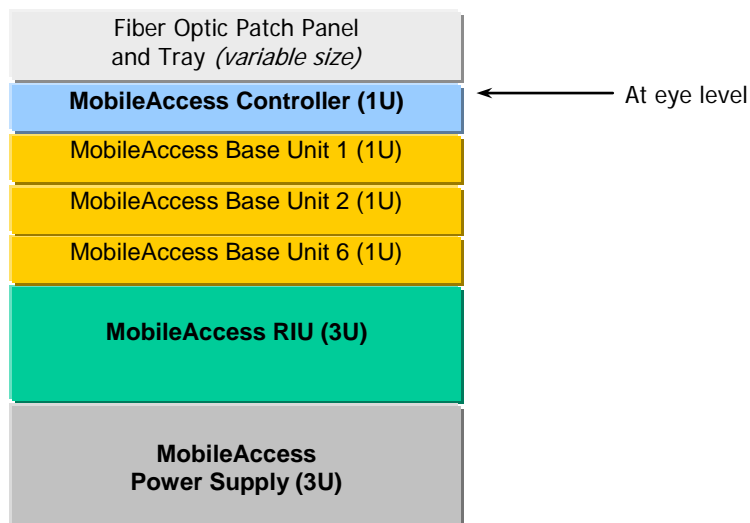 Fiber Optic Patch Panel
and Tray (variable size)
MobileAccess Controller (1U)
At eye level
MobileAccess Base Unit 1 (1U)
MobileAccess Base Unit 2 (1U)
MobileAccess Base Unit 6 (1U)
MobileAccess RIU (3U)
MobileAccess
Power Supply (3U)